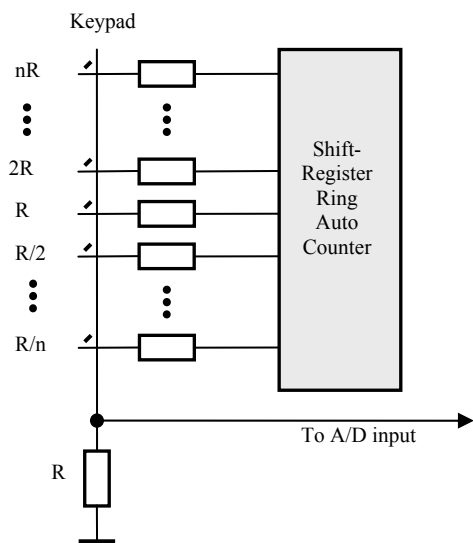 Keypad
nR
2R
R
R/2
R/n
Shift-
Register
Ring
Auto
Counter
To A/D input
R